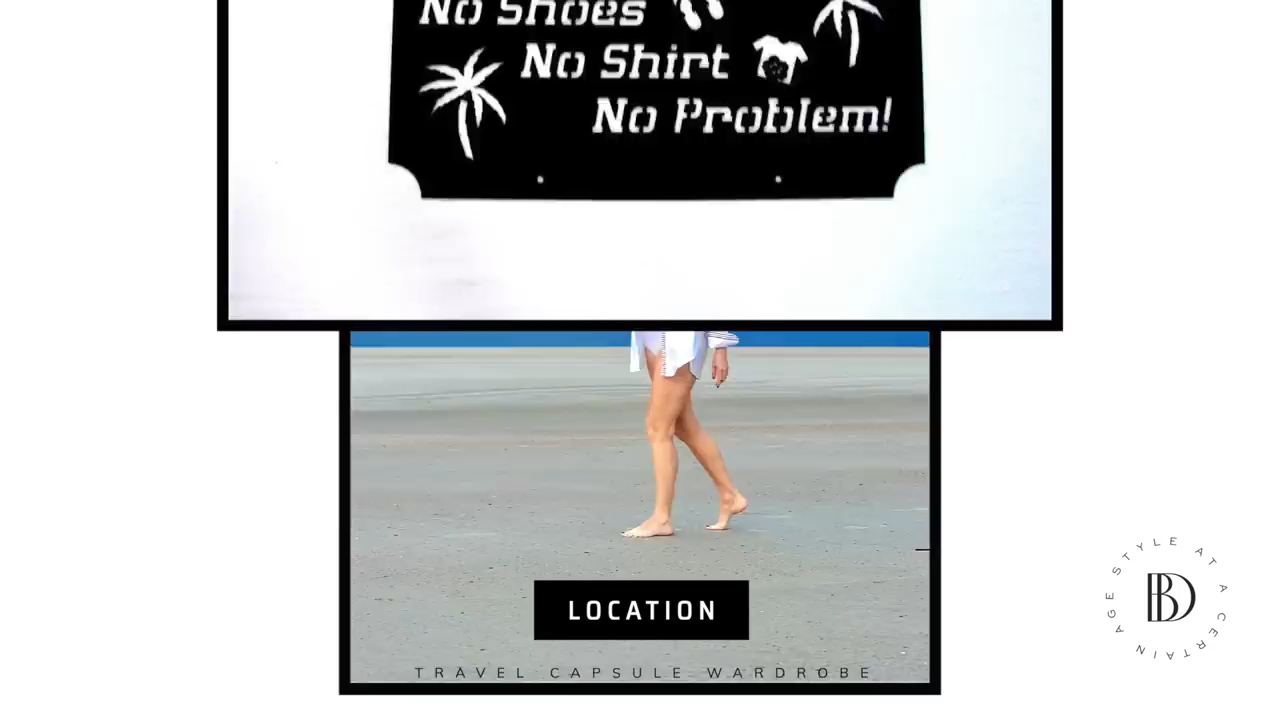 No Shoes
No Shirt
No Problem!
LOCATION
TRAVEL CAPSULE WARDROBE
STYLE AT A CERTAIN AGE
BD